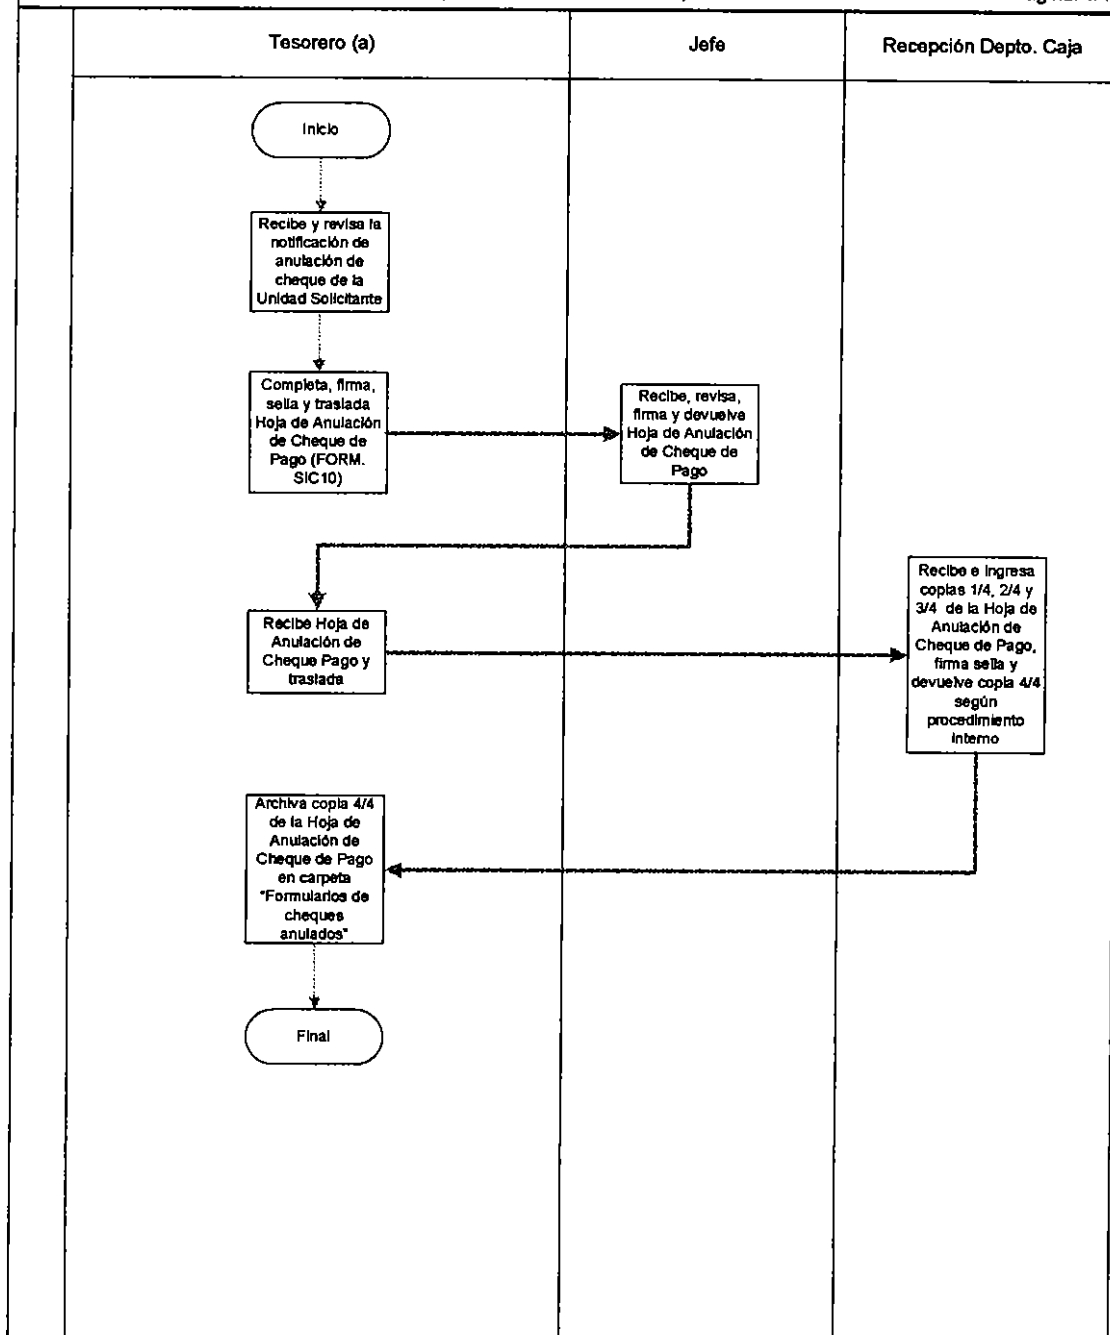 Tesorero (a)
Jefe
Recepción Depto. Caja
Inicio
Recibe y revisa la
notificación de
anulación de
cheque de la
Unidad Solicitante
Completa, firma,
sella y traslada
Hoja de Anulación
de Cheque de
Pago (FORM.
SIC10)
Recibe, revisa,
firma y devuelve
Hoja de Anulación
de Cheque de
Pago
Recibe Hoja de
Anulación de
Cheque Pago y
traslada
Recibe e Ingresa
copias 1/4, 2/4 y
3/4 de la Hoja de
Anulación de
Cheque de Pago,
firma sella y
devuelve copia 4/4
según
procedimiento
interno
Archiva copia 4/4
de la Hoja de
Anulación de
Cheque de Pago
en carpeta
"Formularios de
cheques
anulados"
Final